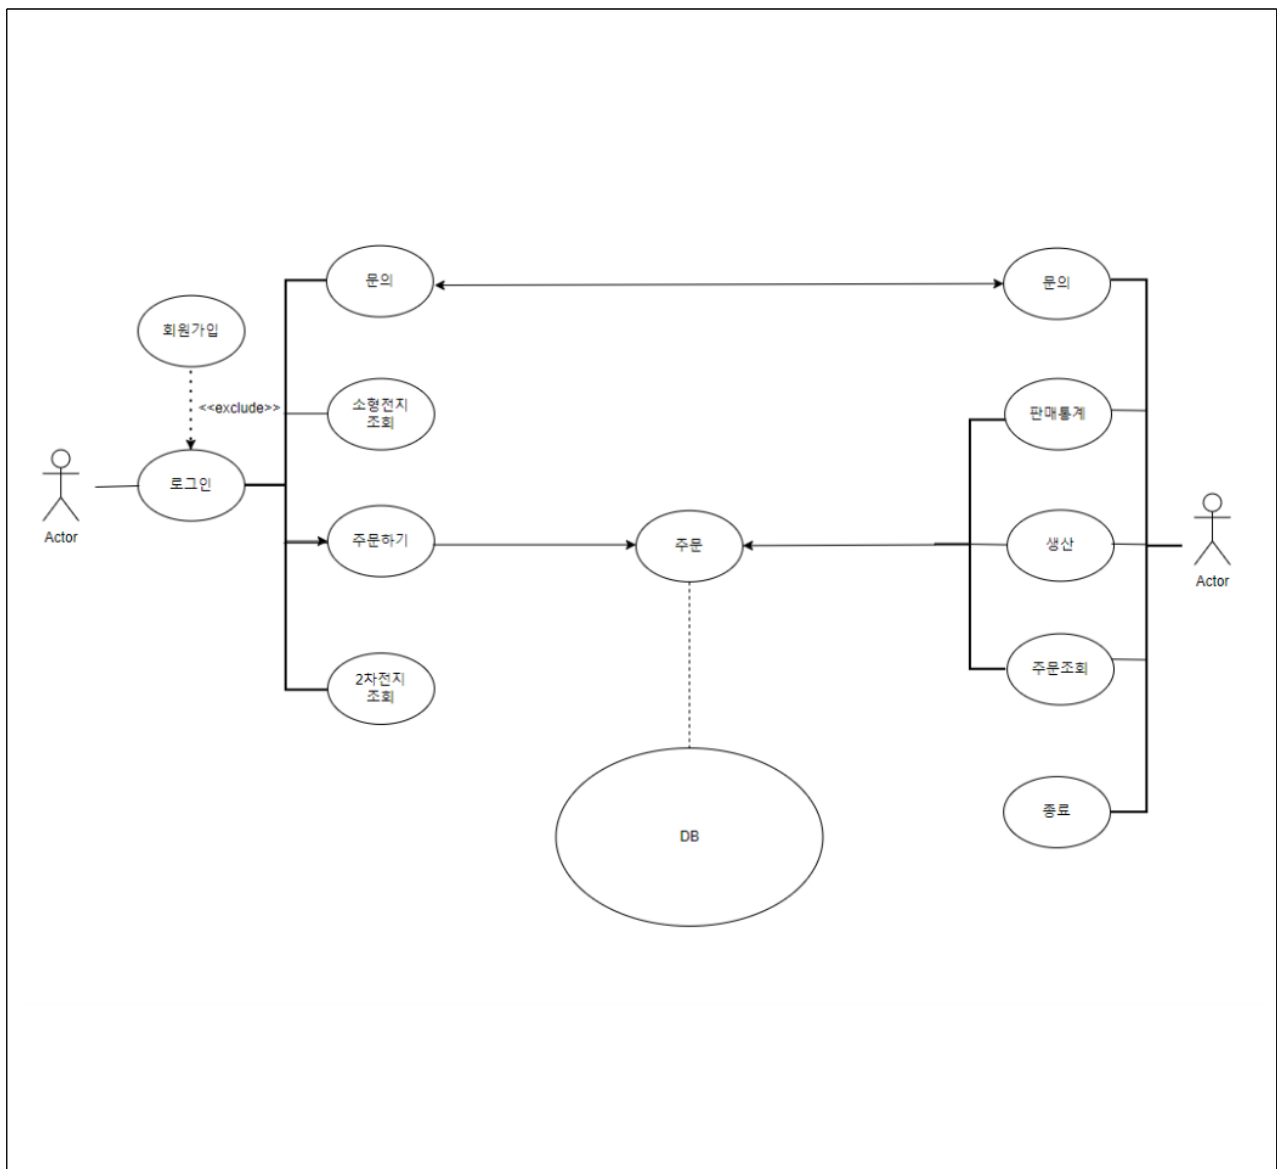 문의
문의
회원가입
<<exclude>>
소형전지
조회
판매통계
로그인
Actor
주문하기
주문
생산
Actor
2차전지
조회
주문조회
종료
DB